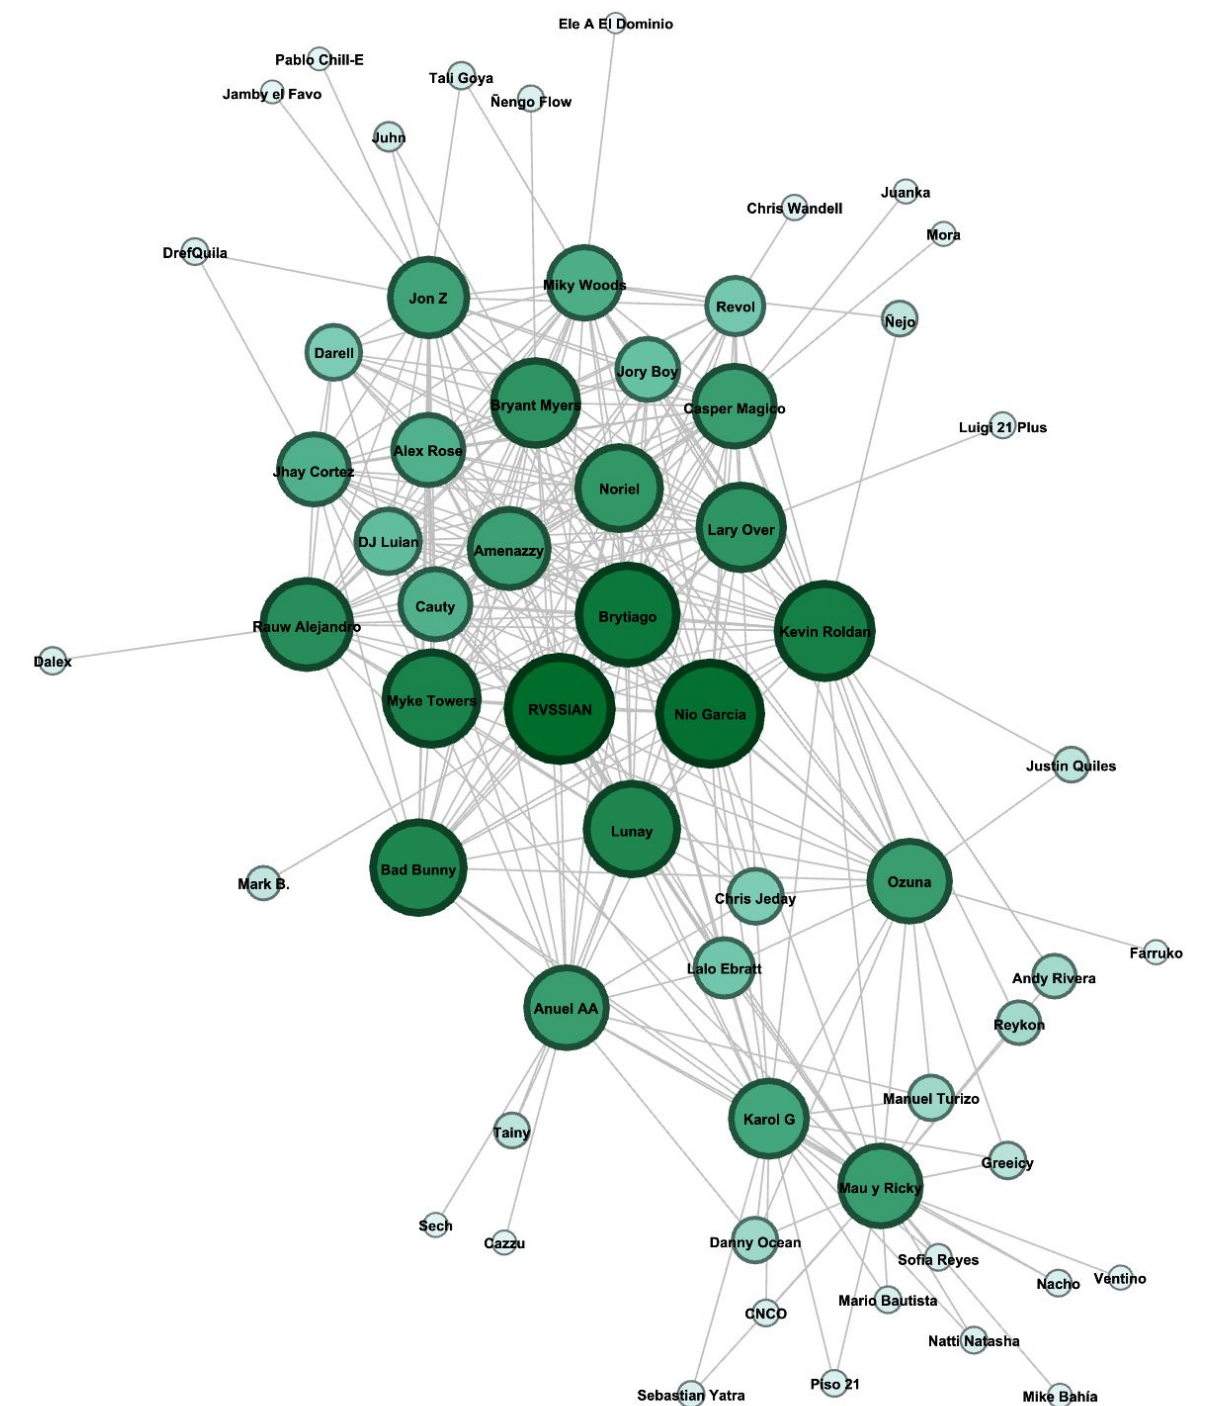 Ele A El Dominio
Pablo Chill-E
Tali Goya
Jamby el Favo
Ñengo Flow
Juhn
Juanka
Chris Wandell
Mora
DrefQuila
Miky Woods
Jon Z
Revol
Ñejo
Darell
Jory Boy
Bryant Myers
Casper Magico
Luigi 21 Plus
Alex Rose
Jhay Cortez
Noriel
Lary Over
DJ Luian
Amenazzy
Cauty
Brytiago
Rauw Alejandro
Kevin Roldan
Dalex
Myke Towers
RVSSIAN
Nio Garcia
Justin Quiles
Lunay
Bad Bunny
Mark B.
Ozuna
Chris Jeday
Farruko
Lalo Ebratt
Andy Rivera
Anuel AA
Reykon
Manuel Turizo
Karol G
Tainy
Greeicy
Mau y Ricky
Sech
Cazzu
Danny Ocean
Sofia Reyes
Nacho
Ventino
Mario Bautista
CNCO
Natti Natasha
Piso 21
Sebastian Yatra
Mike Bahía